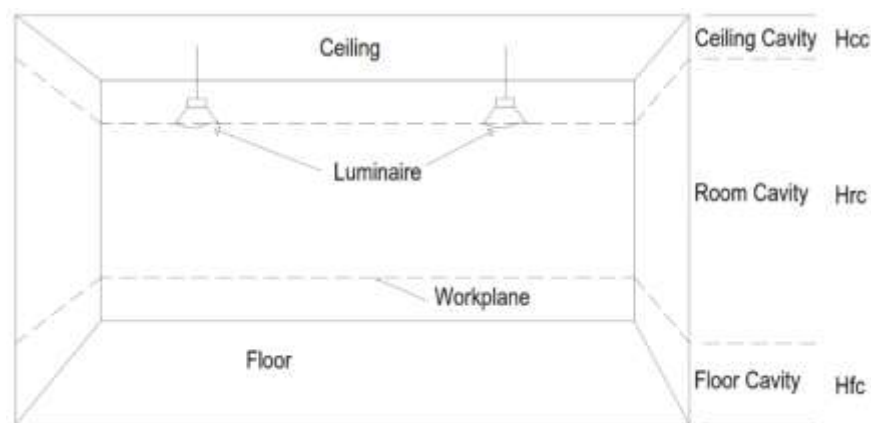 Ceiling
Ceiling Cavity Hcc
Luminaire
Room Cavity Hrc
Workplane
Floor
Floor Cavity Hfc